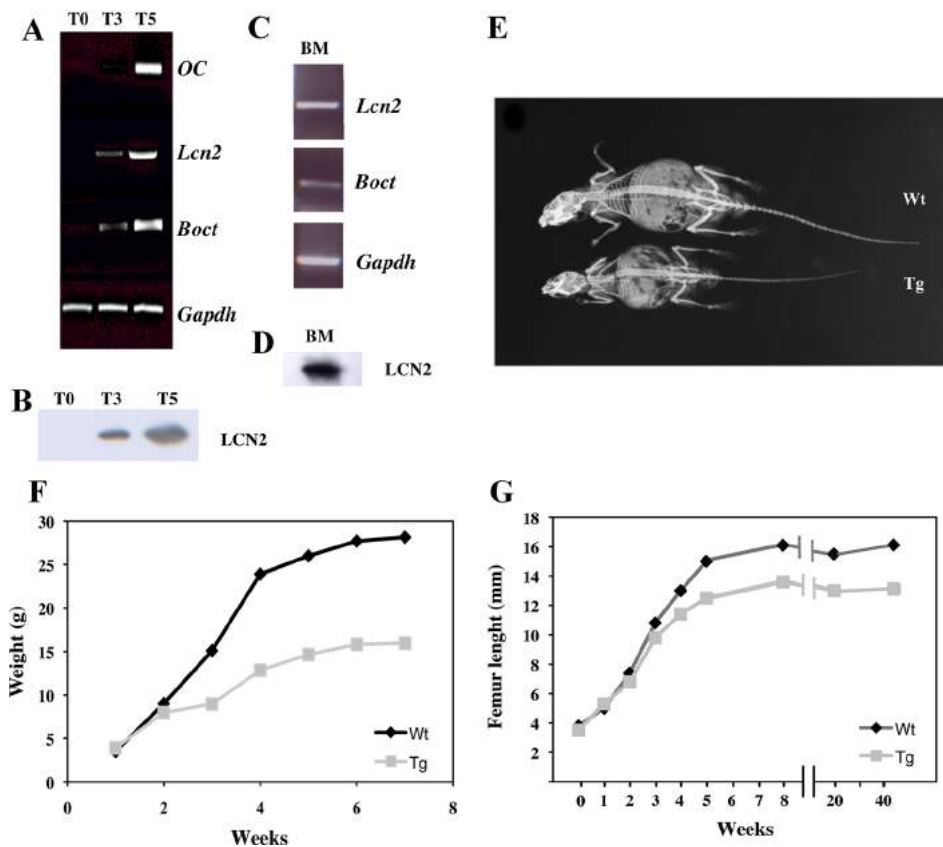 A
T0 T3 T5
OC
Lcn2
Boct
Gapdh
B
T0 T3 T5
LCN2
C
BM
Lcn2
Boct
Gapdh
D
BM
LCN2
E
Wt
Tg
F
30
25
20
15
10
5
0
Weight (g)
0 2 4 6 8
Weeks
Wt
Tg
G
18
16
14
12
10
8
6
4
2
Femur lenght (mm)
0 1 2 3 4 5 6 7 8 20 40
Weeks
Wt
Tg